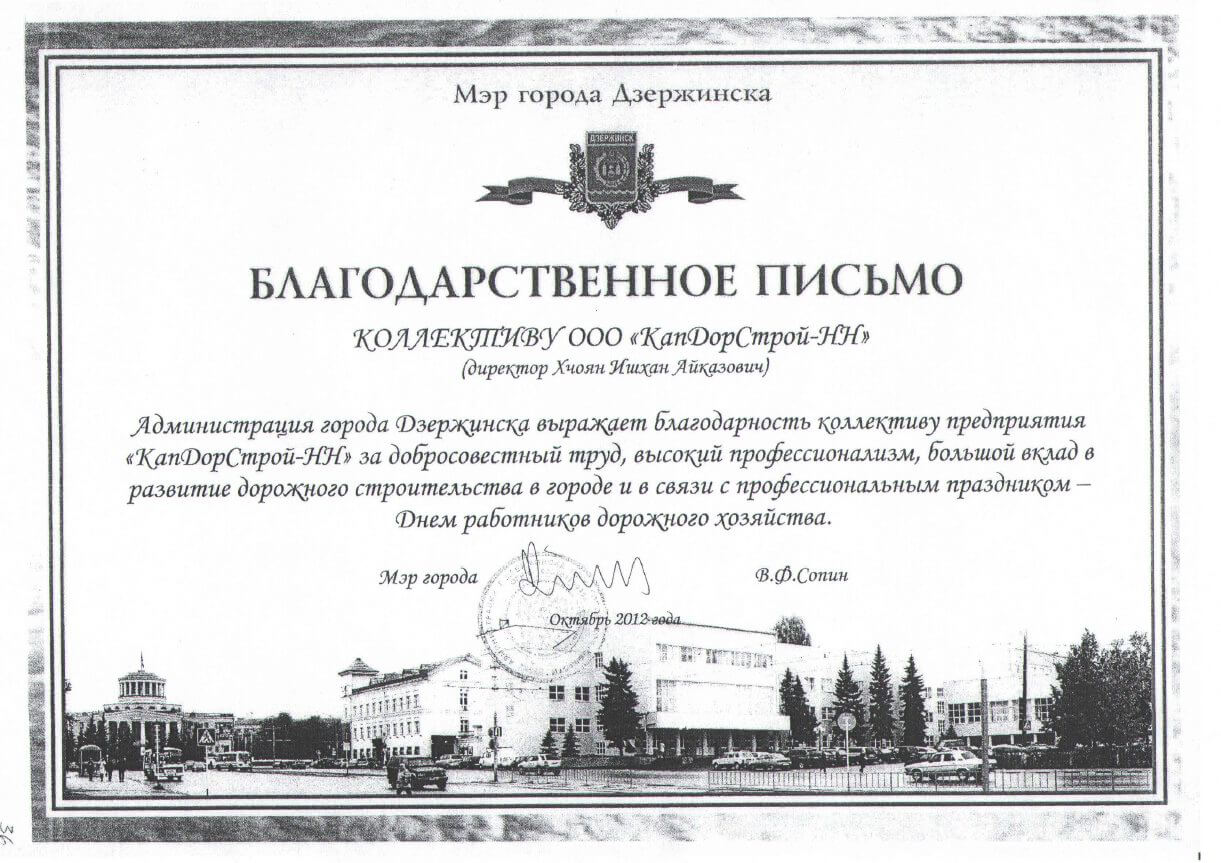 Мэр города Дзержинска
ДЗЕРЖИНСК
БЛАГОДАРСТВЕННОЕ ПИСЬМО
КОЛЛЕКТИВУ ООО «КапДорСтрой-НН»
(директор Хчоян Ишхан Айказович)
Администрация города Дзержинска выражает благодарность коллективу предприятия
«КапДорСтрой-НН» за добросовестный труд, высокий профессионализм, большой вклад в
развитие дорожного строительства в городе и в связи с профессиональным праздником –
Днем работников дорожного хозяйства.
Мэр города В.Ф.Сопин
Октябрь 2012 года
36